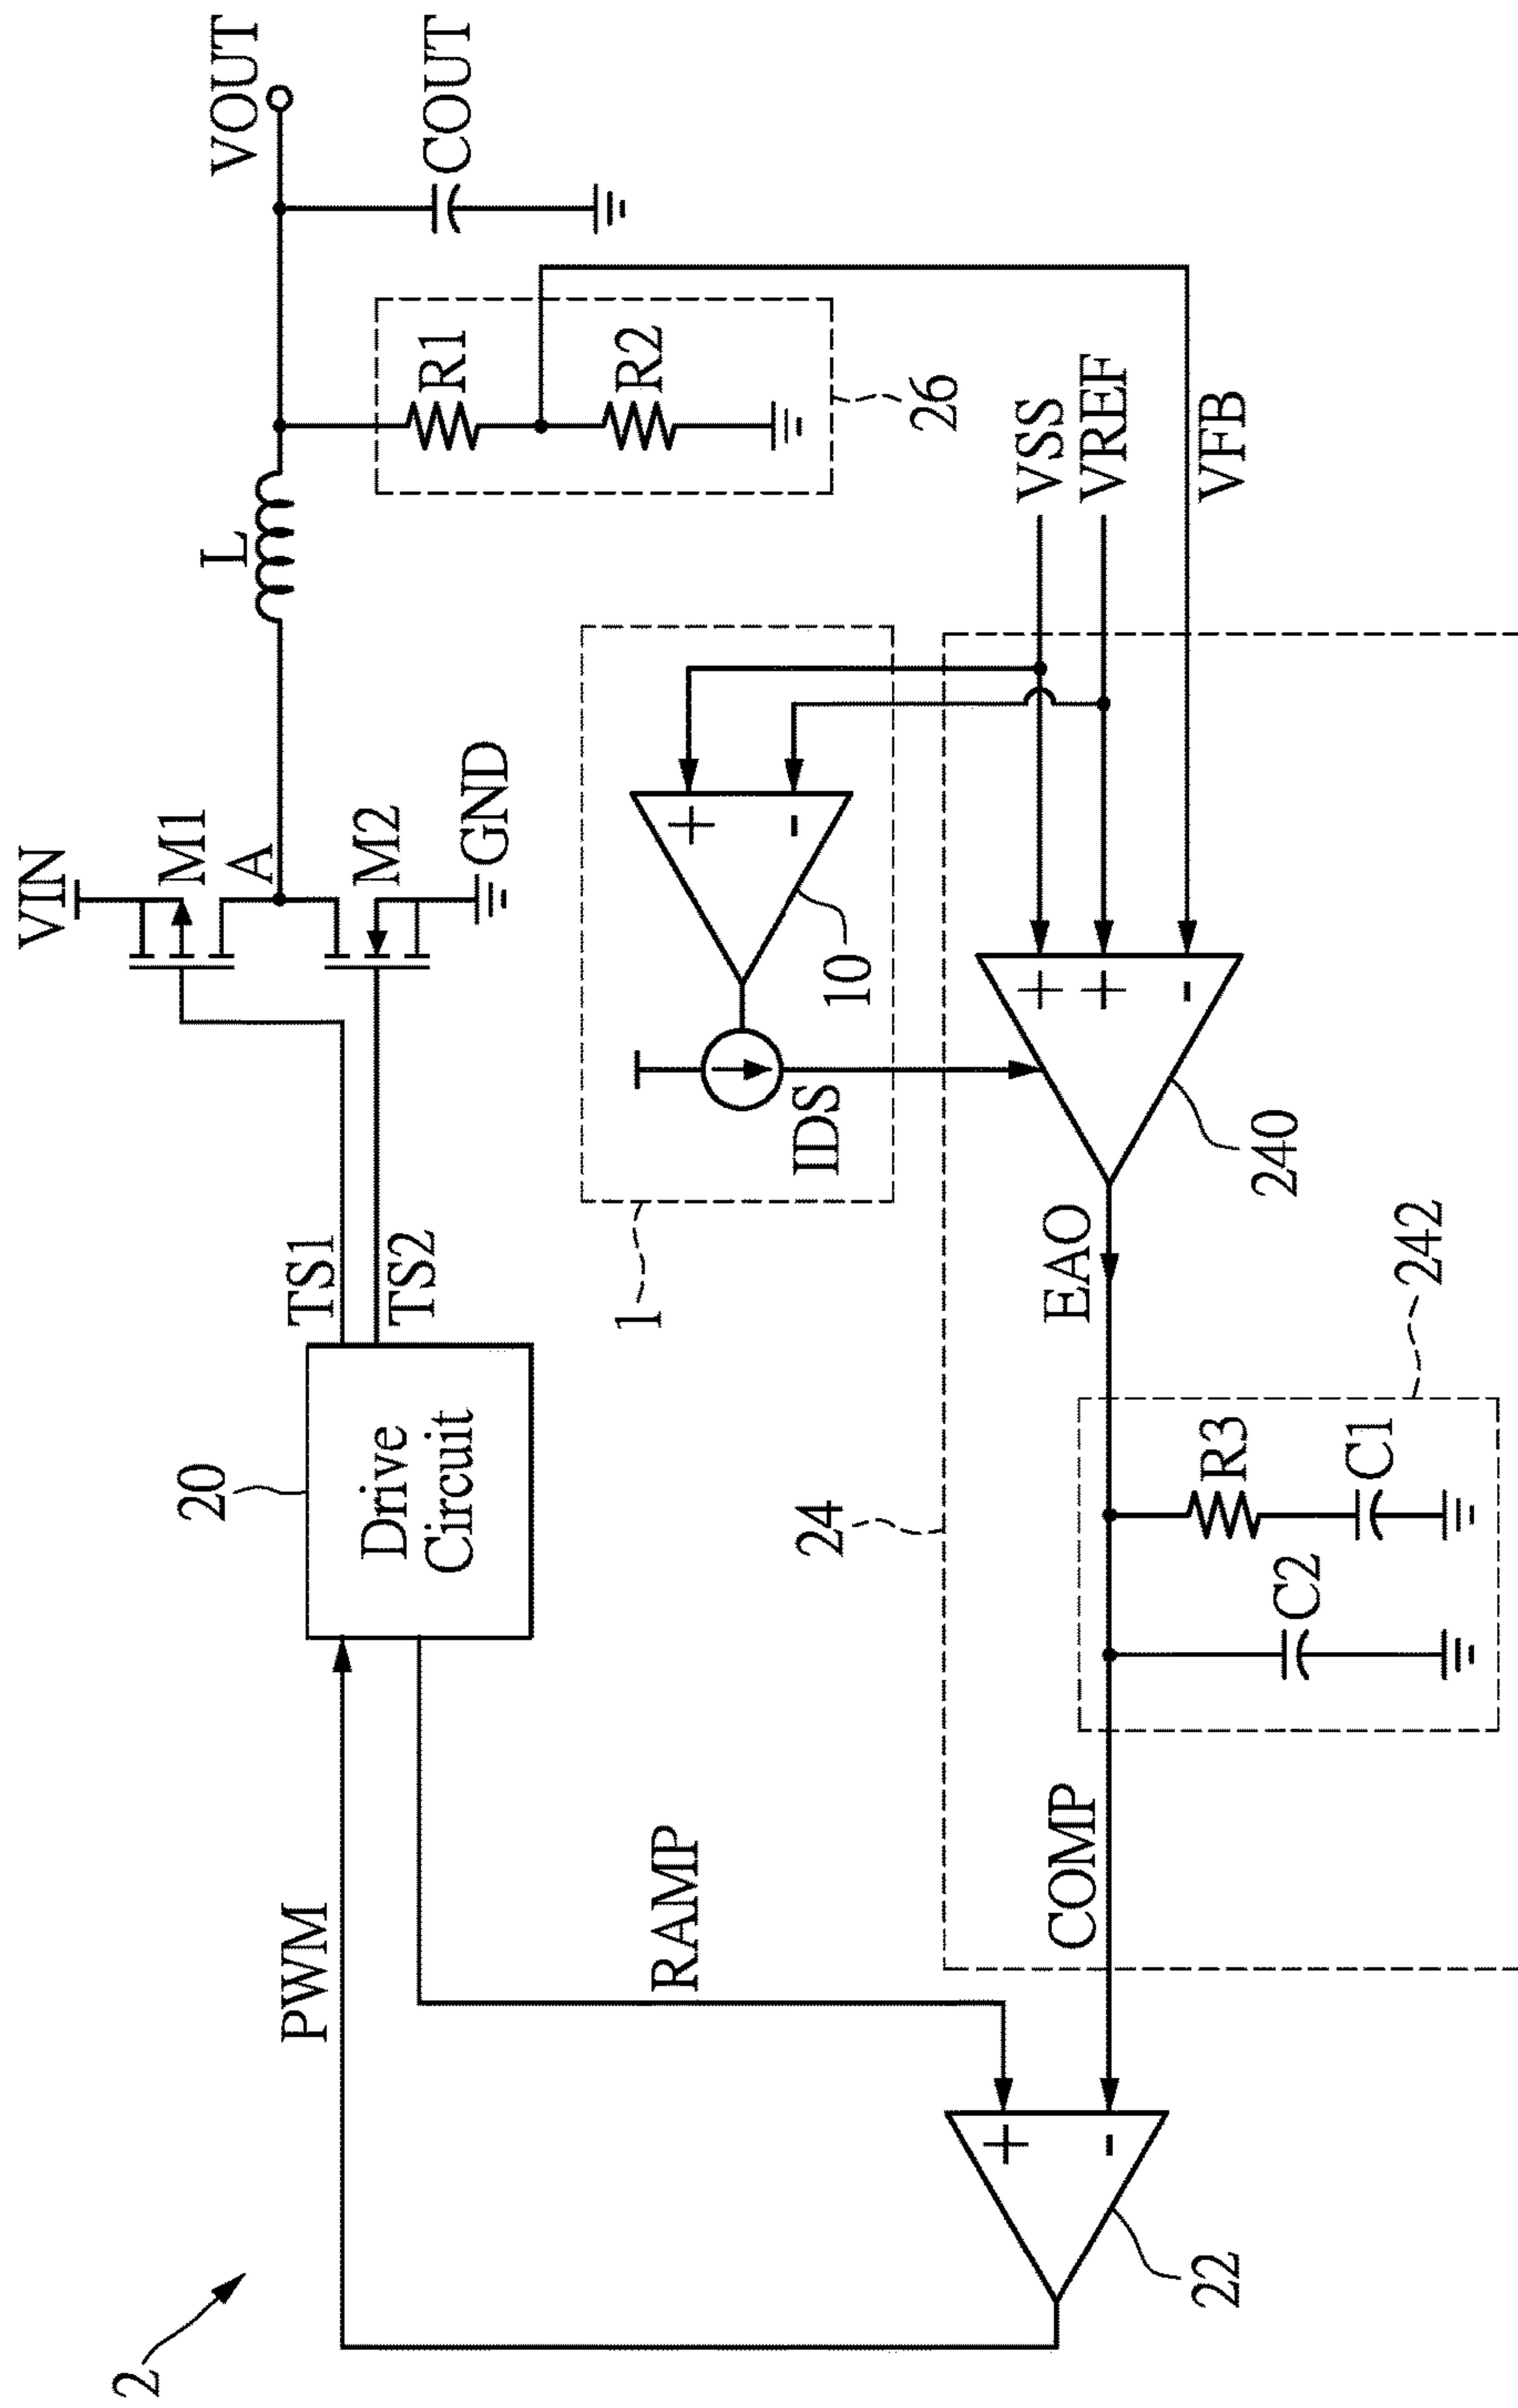 2
PWM
20
Drive
Circuit
TS1
TS2
VIN
M1
A
M2
GND
L
VOUT
COUT
R1
R2
26
RAMP
1
IDS
10
+
-
VSS
VREF
VFB
24
22
+
-
COMP
C2
R3
C1
242
EAO
240
+
+
-